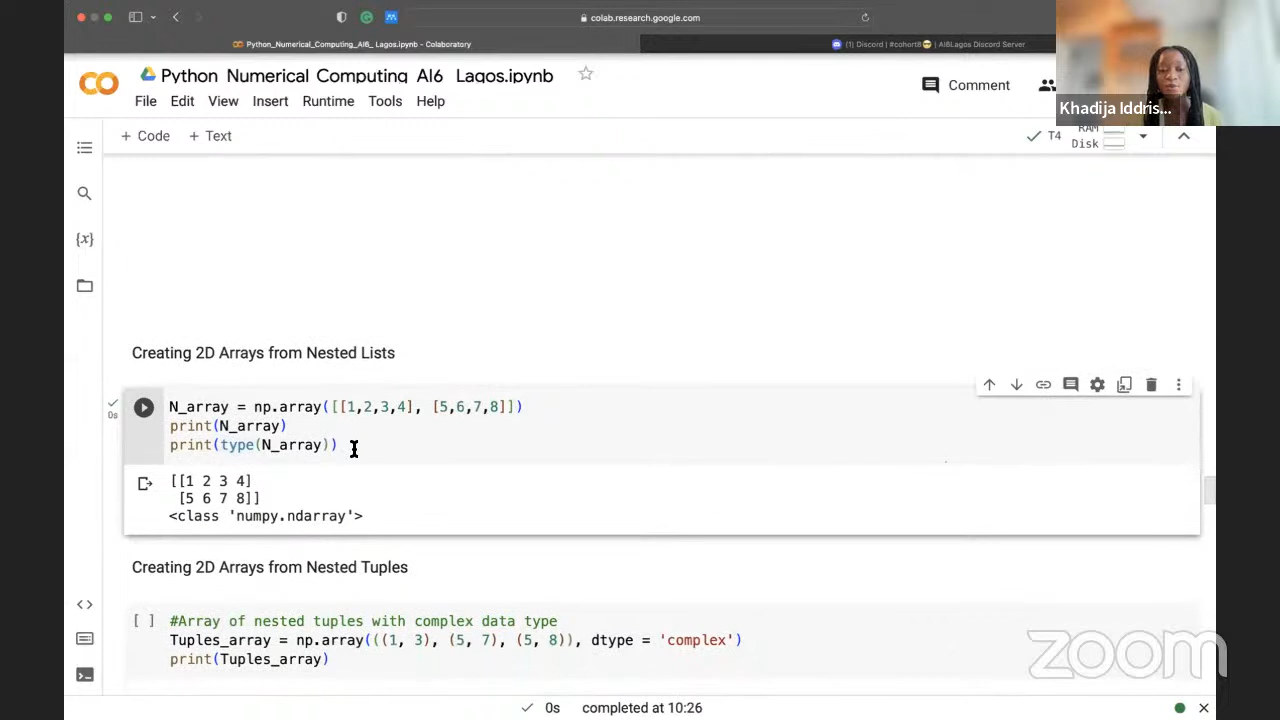 colab.research.google.com
Python_Numerical_Computing_AI6_ Lagos.ipynb - Colaboratory
(1) Discord | #cohort8😎 | AI6Lagos Discord Server
Python_Numerical_Computing_AI6_ Lagos.ipynb
File Edit View Insert Runtime Tools Help
Comment
Khadija Iddris...
+ Code + Text
T4
RAM
Disk
{x}
Creating 2D Arrays from Nested Lists
0s
N_array = np.array([[1,2,3,4], [5,6,7,8]])
print(N_array)
print(type(N_array))
[[1 2 3 4]
[5 6 7 8]]
<class 'numpy.ndarray'>
Creating 2D Arrays from Nested Tuples
[ ]
#Array of nested tuples with complex data type
Tuples_array = np.array(((1, 3), (5, 7), (5, 8)), dtype = 'complex')
print(Tuples_array)
zoom
0s completed at 10:26